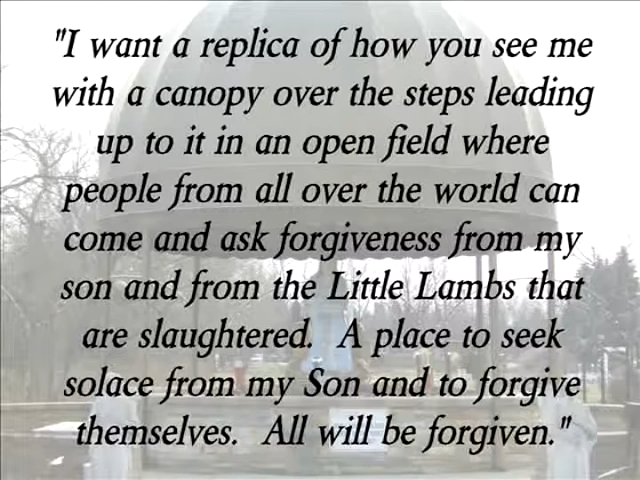 "I want a replica of how you see me
with a canopy over the steps leading
up to it in an open field where
people from all over the world can
come and ask forgiveness from my
son and from the Little Lambs that
are slaughtered.  A place to seek
solace from my Son and to forgive
themselves.  All will be forgiven."